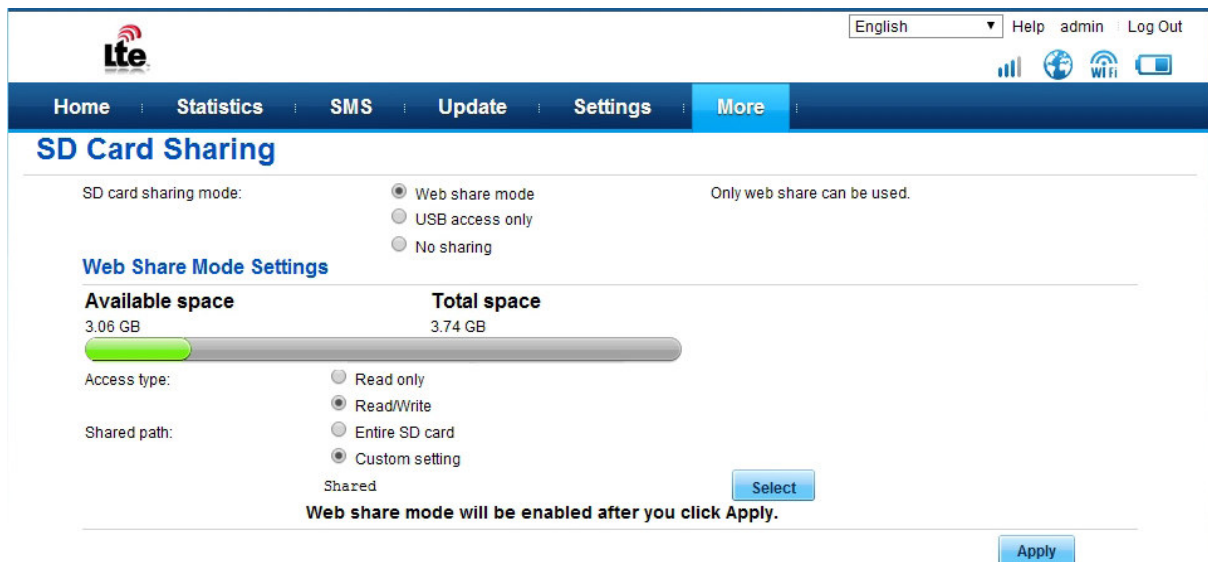 English Help admin Log Out
lte
WiFi
Home Statistics SMS Update Settings More
SD Card Sharing
SD card sharing mode: Web share mode Only web share can be used.
USB access only
No sharing
Web Share Mode Settings
Available space Total space
3.06 GB 3.74 GB
Access type: Read only
Read/Write
Shared path: Entire SD card
Custom setting
Shared Select
Web share mode will be enabled after you click Apply.
Apply